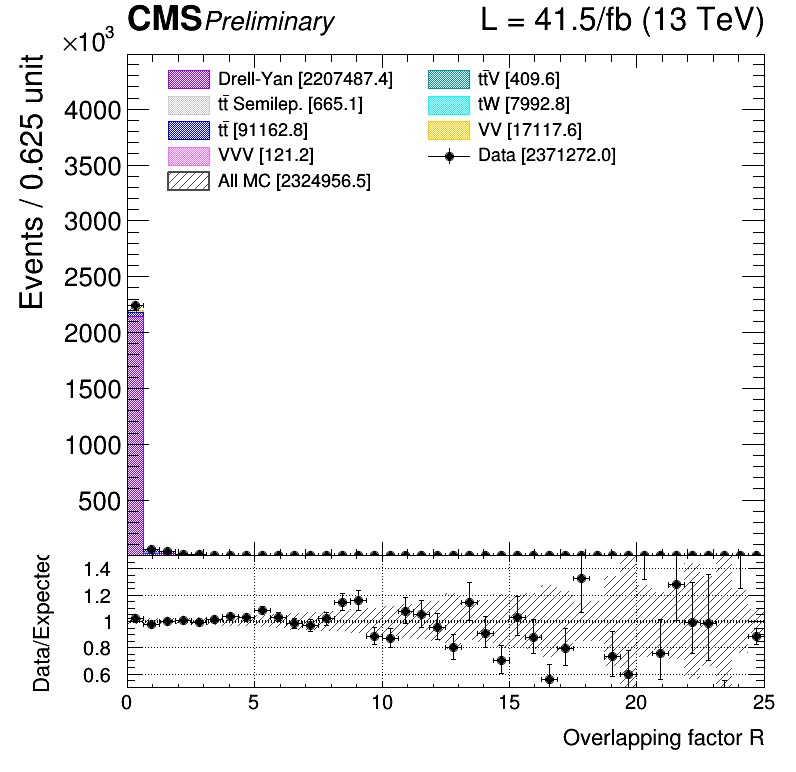 CMS Preliminary L = 41.5/fb (13 TeV)
×10³
Events / 0.625 unit
Drell-Yan [2207487.4]
tt̄ Semilep. [665.1]
tt̄ [91162.8]
VVV [121.2]
All MC [2324956.5]
tt̄V [409.6]
tW [7992.8]
VV [17117.6]
Data [2371272.0]
4000
3500
3000
2500
2000
1500
1000
500
Data/Expected
1.4
1.2
1
0.8
0.6
0 5 10 15 20 25
Overlapping factor R